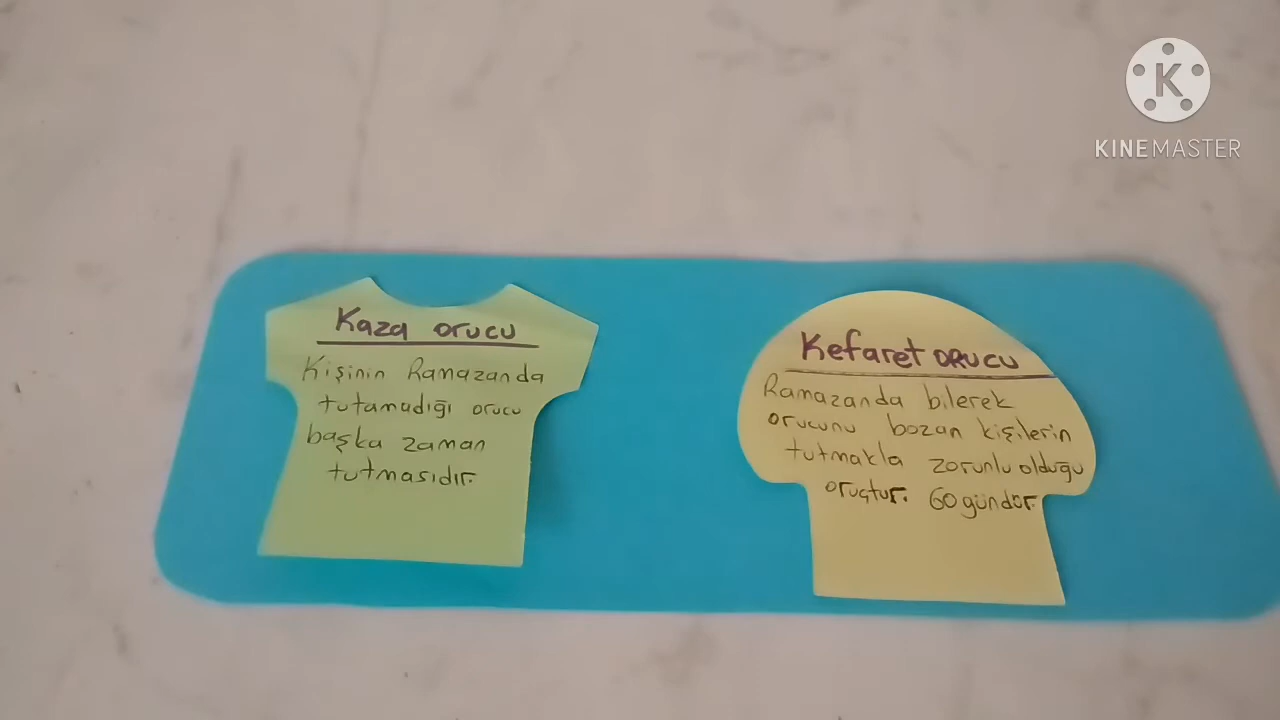 K
KINEMASTER
Kaza orucu
Kişinin Ramazanda
tutamadığı orucu
başka zaman
tutmasıdır.
Kefaret orucu
Ramazanda bilerek
orucunu bozan kişilerin
tutmakla zorunlu olduğu
oruçtur. 60 gündür.